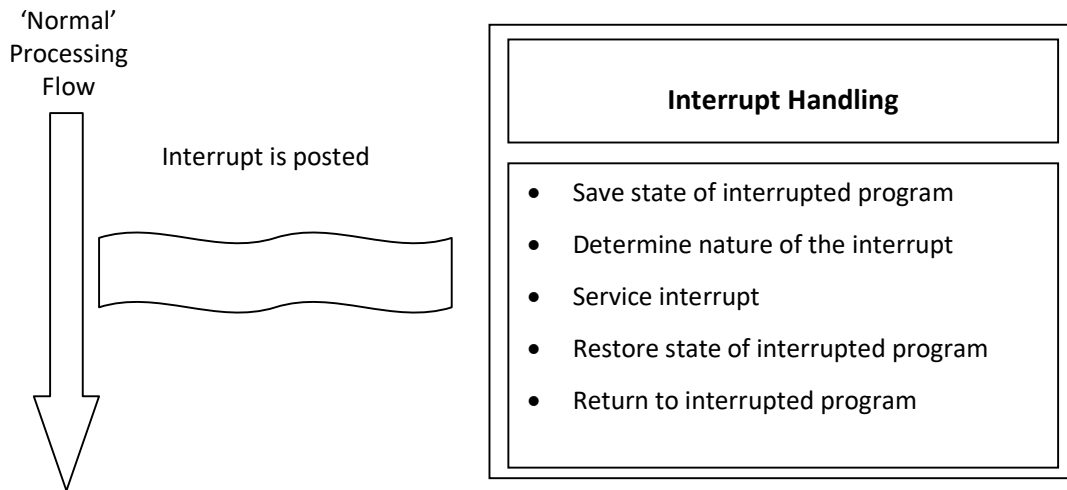 ‘Normal’
Processing
Flow
Interrupt is posted
Interrupt Handling
• Save state of interrupted program
• Determine nature of the interrupt
• Service interrupt
• Restore state of interrupted program
• Return to interrupted program